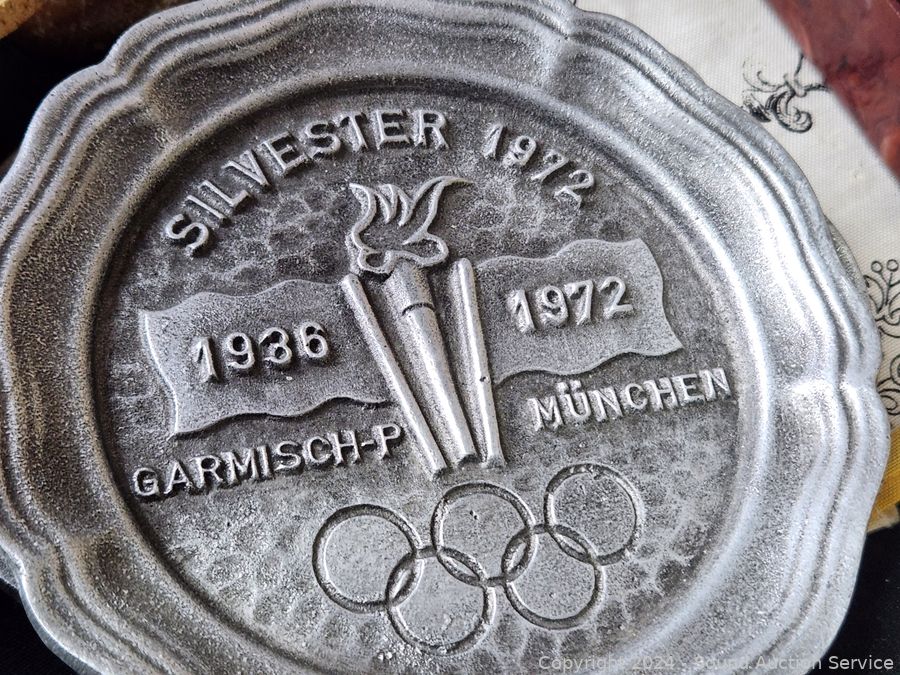 SILVESTER 1972
1936
1972
GARMISCH-P
MÜNCHEN
Copyright 2024 - Sound Auction Service